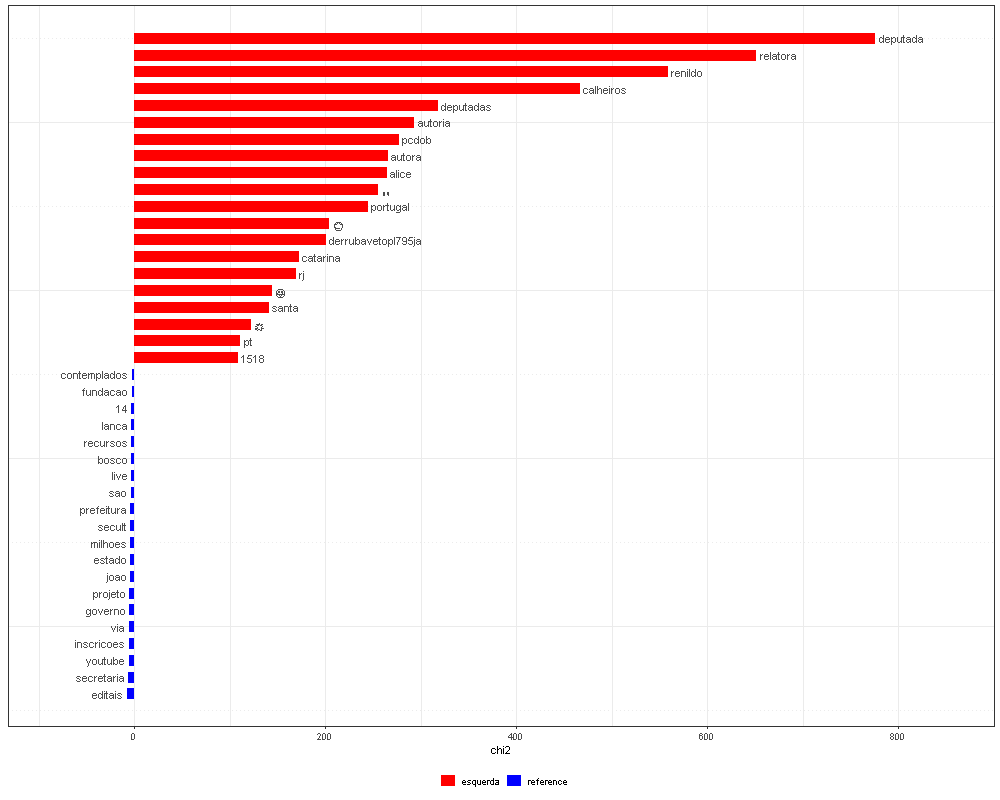 deputada
relatora
renildo
calheiros
deputadas
autoria
pcdob
autora
alice
portugal
derrubavetopl795ja
catarina
rj
santa
pt
1518
contemplados
fundacao
14
lanca
recursos
bosco
live
sao
prefeitura
secult
milhoes
estado
joao
projeto
governo
via
inscricoes
youtube
secretaria
editais
0 200 400 600 800
chi2
esquerda reference